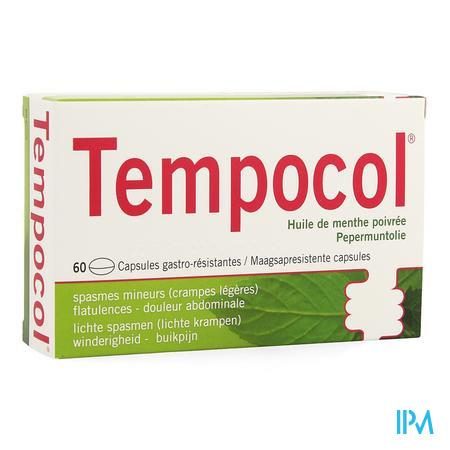 Tempocol
Tempocol®
Huile de menthe poivrée
Pepermuntolie
60 Capsules gastro-résistantes / Maagsapresistente capsules
spasmes mineurs (crampes légères)
flatulences - douleur abdominale
lichte spasmen (lichte krampen)
winderigheid - buikpijn
IPM